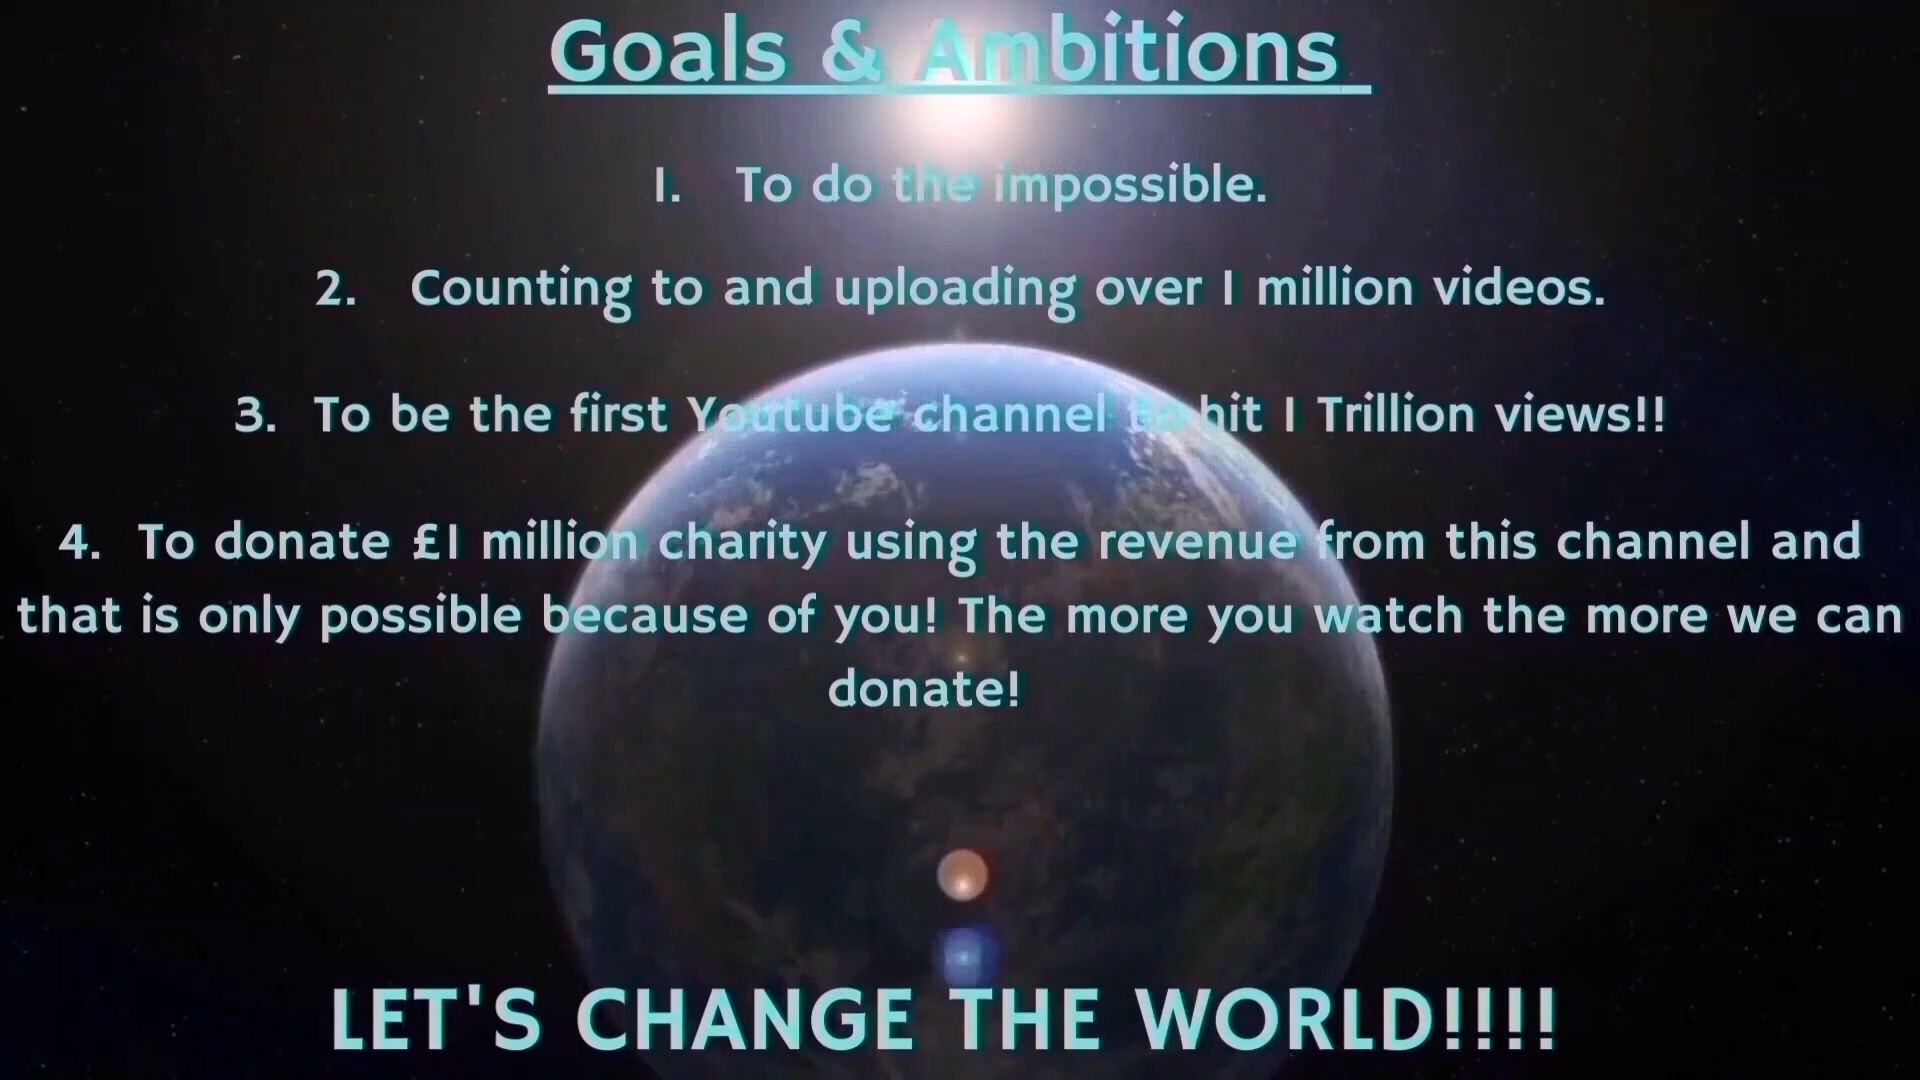 Goals & Ambitions
1. To do the impossible.
2. Counting to and uploading over 1 million videos.
3. To be the first Youtube channel to hit 1 Trillion views!!
4. To donate £1 million charity using the revenue from this channel and
that is only possible because of you! The more you watch the more we can
donate!
LET'S CHANGE THE WORLD!!!!